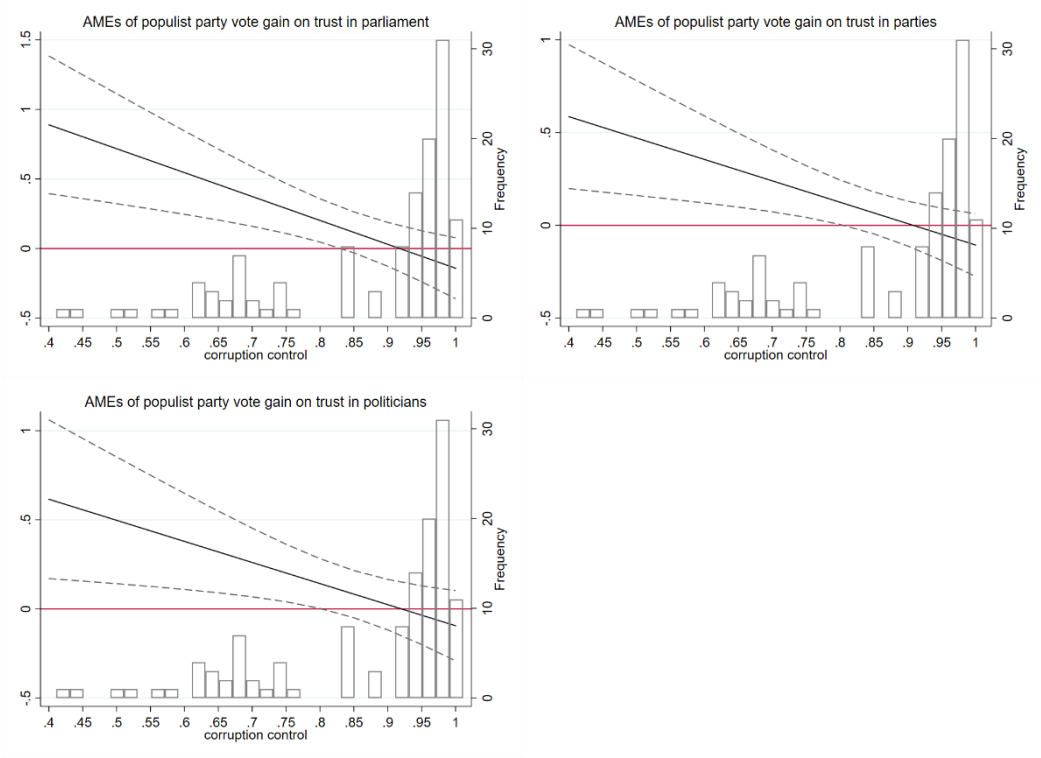 AMEs of populist party vote gain on trust in parliament
1.5
1
.5
0
-.5
30
20
10
0
Frequency
.4 .45 .5 .55 .6 .65 .7 .75 .8 .85 .9 .95 1
corruption control
AMEs of populist party vote gain on trust in parties
1
.5
0
-.5
30
20
10
0
Frequency
.4 .45 .5 .55 .6 .65 .7 .75 .8 .85 .9 .95 1
corruption control
AMEs of populist party vote gain on trust in politicians
1
.5
0
-.5
30
20
10
0
Frequency
.4 .45 .5 .55 .6 .65 .7 .75 .8 .85 .9 .95 1
corruption control